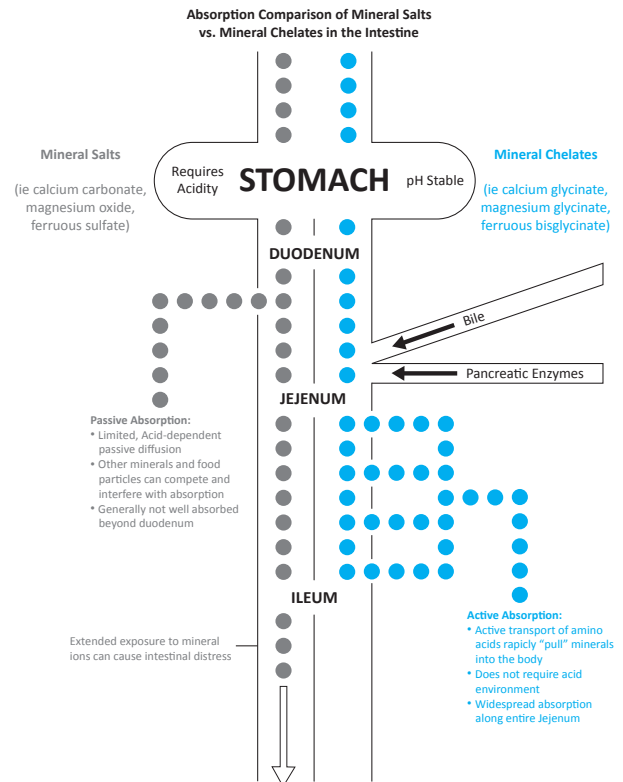 Absorption Comparison of Mineral Salts
vs. Mineral Chelates in the Intestine
Mineral Salts
(ie calcium carbonate,
magnesium oxide,
ferruous sulfate)
Requires
Acidity
STOMACH
pH Stable
Mineral Chelates
(ie calcium glycinate,
magnesium glycinate,
ferruous bisglycinate)
DUODENUM
Bile
Pancreatic Enzymes
JEJENUM
Passive Absorption:
• Limited, Acid-dependent
passive diffusion
• Other minerals and food
particles can compete and
interfere with absorption
• Generally not well absorbed
beyond duodenum
ILEUM
Extended exposure to mineral
ions can cause intestinal distress
Active Absorption:
• Active transport of amino
acids rapicly “pull” minerals
into the body
• Does not require acid
environment
• Widespread absorption
along entire Jejenum